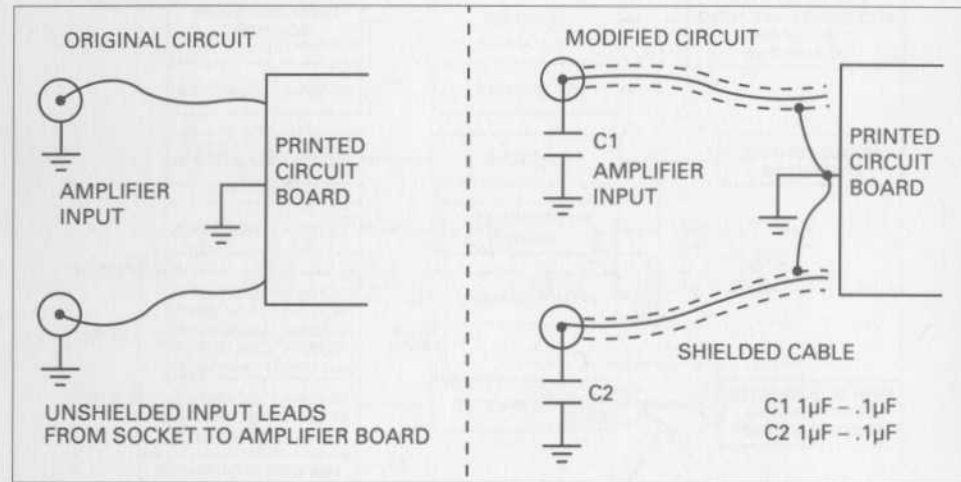 ORIGINAL CIRCUIT
AMPLIFIER
INPUT
PRINTED
CIRCUIT
BOARD
UNSHIELDED INPUT LEADS
FROM SOCKET TO AMPLIFIER BOARD
MODIFIED CIRCUIT
C1
AMPLIFIER
INPUT
PRINTED
CIRCUIT
BOARD
SHIELDED CABLE
C2
C1 1µF – .1µF
C2 1µF – .1µF